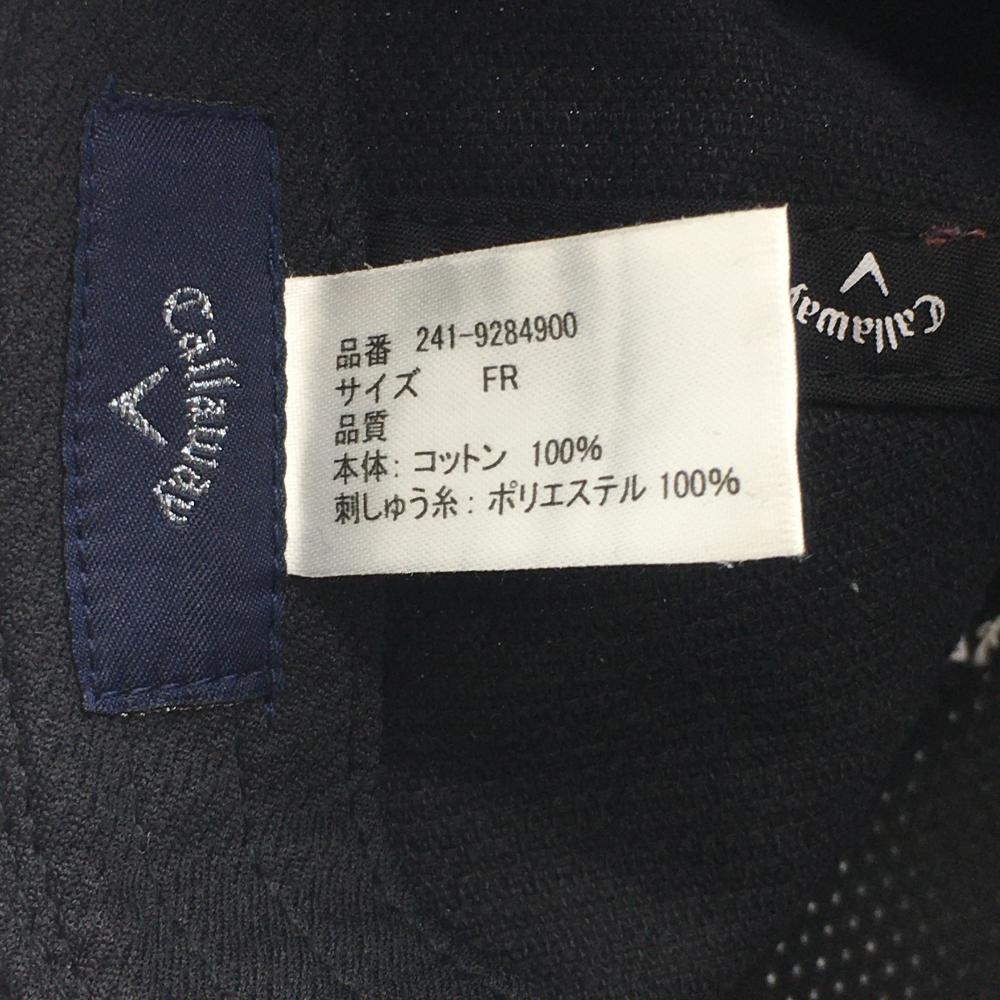 Callaway
品番 241-9284900
サイズ FR
品質
本体: コットン 100%
刺しゅう糸: ポリエステル 100%
Callaway